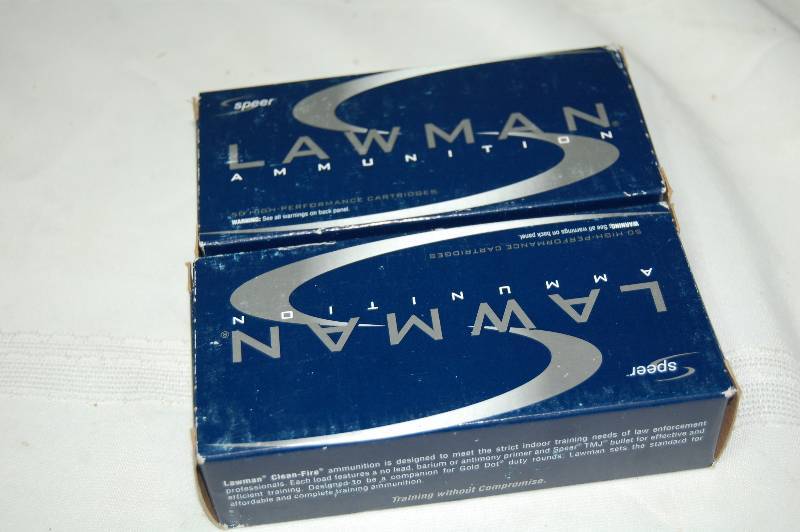 speer
LAWMAN®
AMMUNITION
50 HIGH-PERFORMANCE CARTRIDGES
WARNING: See all warnings on back panel.
speer
LAWMAN®
AMMUNITION
50 HIGH-PERFORMANCE CARTRIDGES
WARNING: See all warnings on back
panel.
Lawman® Clean-Fire® ammunition is designed to meet the strict indoor training needs of law enforcement
professionals. Each load features a no lead, barium or antimony primer and Speer® TMJ® bullet for effective and
efficient training. Designed to be a companion for Gold Dot® duty rounds. Lawman sets the standard for
affordable and complete training ammunition.
Training without Compromise.